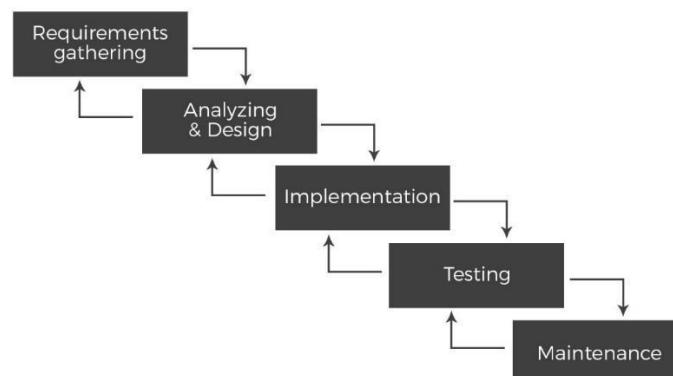 Requirements
gathering
Analyzing
& Design
Implementation
Testing
Maintenance